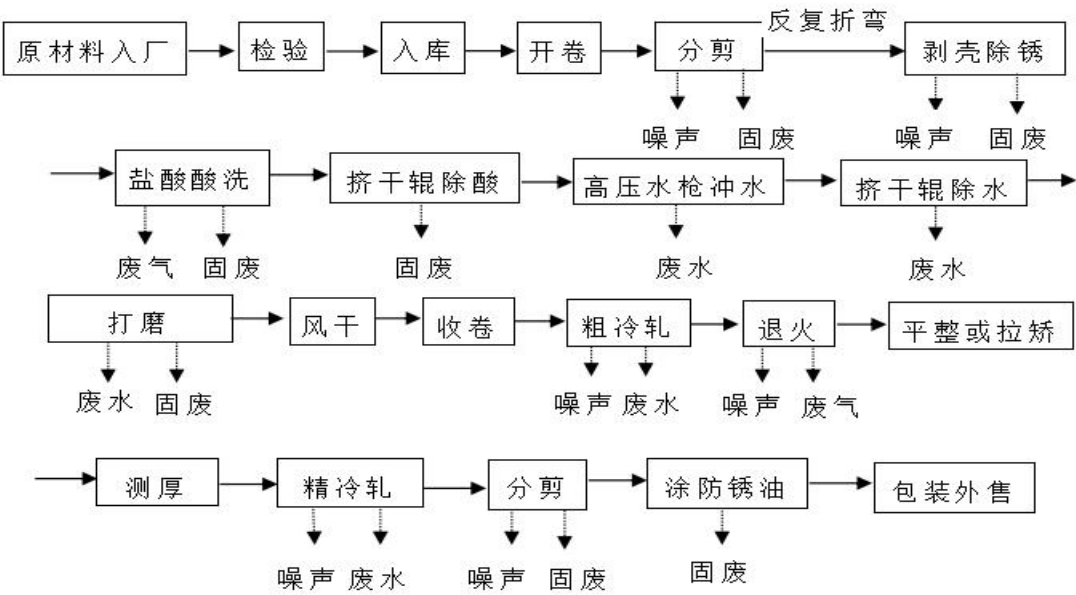 反复折弯
原材料入厂 检验 入库 开卷 分剪 剥壳除锈
噪声 固废 噪声 固废
盐酸酸洗 挤干辊除酸 高压水枪冲水 挤干辊除水
废气 固废 固废 废水 废水
打磨 风干 收卷 粗冷轧 退火 平整或拉矫
废水 固废 噪声 废水 噪声 废气
测厚 精冷轧 分剪 涂防锈油 包装外售
噪声 废水 噪声 固废 固废